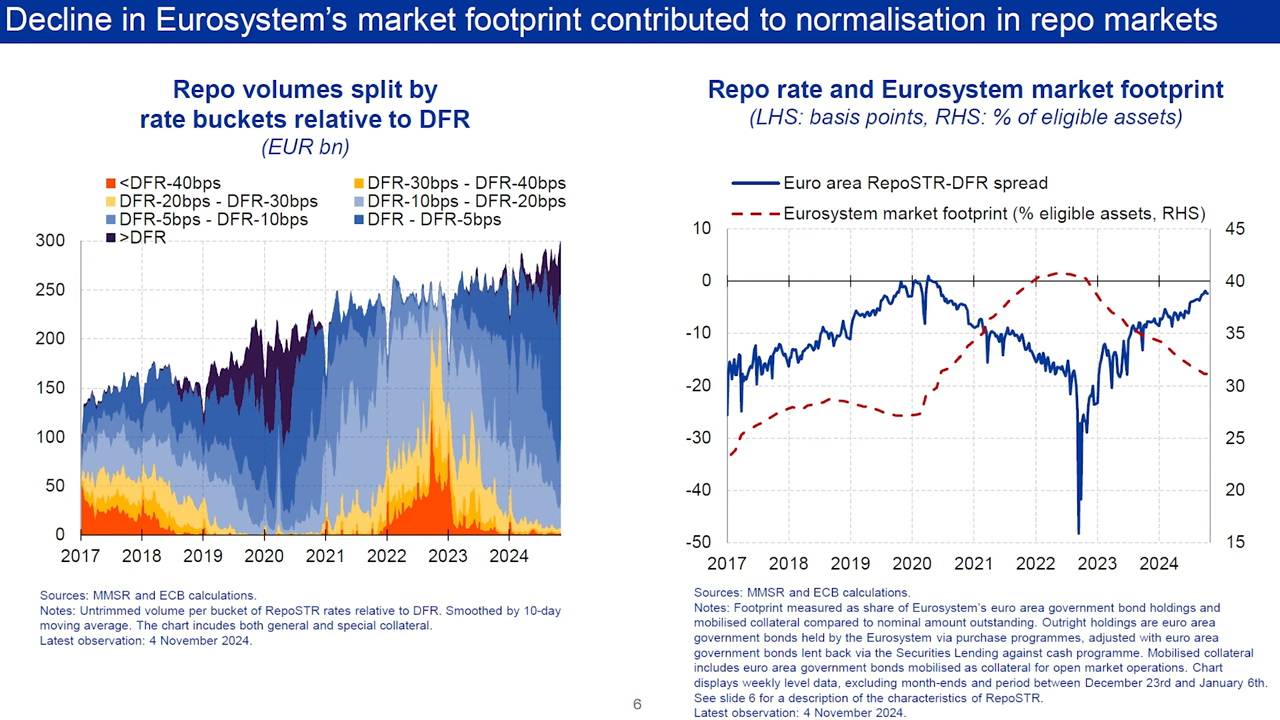 Decline in Eurosystem's market footprint contributed to normalisation in repo markets
Repo volumes split by
rate buckets relative to DFR
(EUR bn)
<DFR-40bps
DFR-30bps - DFR-40bps
DFR-20bps - DFR-30bps
DFR-10bps - DFR-20bps
DFR-5bps - DFR-10bps
DFR - DFR-5bps
>DFR
300
250
200
150
100
50
0
2017 2018 2019 2020 2021 2022 2023 2024
Sources: MMSR and ECB calculations.
Notes: Untrimmed volume per bucket of RepoSTR rates relative to DFR. Smoothed by 10-day
moving average. The chart incudes both general and special collateral.
Latest observation: 4 November 2024.
Repo rate and Eurosystem market footprint
(LHS: basis points, RHS: % of eligible assets)
Euro area RepoSTR-DFR spread
Eurosystem market footprint (% eligible assets, RHS)
10
0
-10
-20
-30
-40
-50
45
40
35
30
25
20
15
2017 2018 2019 2020 2021 2022 2023 2024
Sources: MMSR and ECB calculations.
Notes: Footprint measured as share of Eurosystem's euro area government bond holdings and
mobilised collateral compared to nominal amount outstanding. Outright holdings are euro area
government bonds held by the Eurosystem via purchase programmes, adjusted with euro area
government bonds lent back via the Securities Lending against cash programme. Mobilised collateral
includes euro area government bonds mobilised as collateral for open market operations. Chart
displays weekly level data, excluding month-ends and period between December 23rd and January 6th.
See slide 6 for a description of the characteristics of RepoSTR.
Latest observation: 4 November 2024.
6